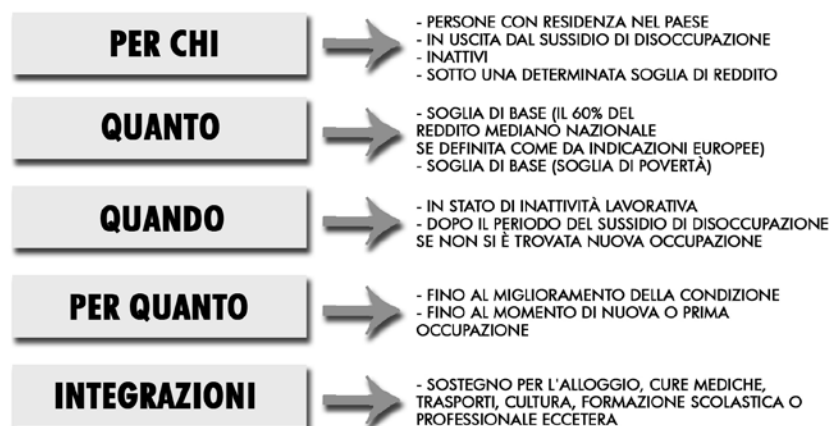 PER CHI
- PERSONE CON RESIDENZA NEL PAESE
- IN USCITA DAL SUSSIDIO DI DISOCCUPAZIONE
- INATTIVI
- SOTTO UNA DETERMINATA SOGLIA DI REDDITO
QUANTO
- SOGLIA DI BASE (IL 60% DEL
REDDITO MEDIANO NAZIONALE
SE DEFINITA COME DA INDICAZIONI EUROPEE)
- SOGLIA DI BASE (SOGLIA DI POVERTÀ)
QUANDO
- IN STATO DI INATTIVITÀ LAVORATIVA
- DOPO IL PERIODO DEL SUSSIDIO DI DISOCCUPAZIONE
SE NON SI È TROVATA NUOVA OCCUPAZIONE
PER QUANTO
- FINO AL MIGLIORAMENTO DELLA CONDIZIONE
- FINO AL MOMENTO DI NUOVA O PRIMA
OCCUPAZIONE
INTEGRAZIONI
- SOSTEGNO PER L'ALLOGGIO, CURE MEDICHE,
TRASPORTI, CULTURA, FORMAZIONE SCOLASTICA O
PROFESSIONALE ECCETERA